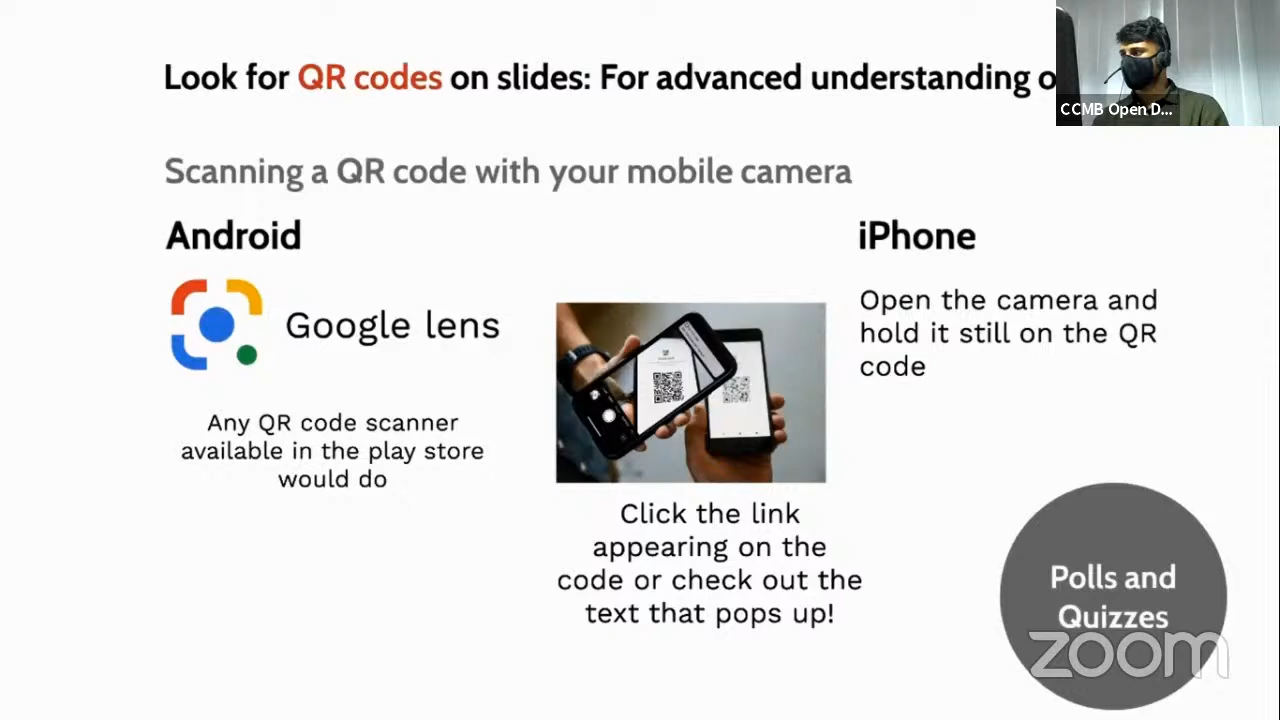 Look for QR codes on slides: For advanced understanding o
CCMB Open D...
Scanning a QR code with your mobile camera
Android
iPhone
Google lens
Open the camera and
hold it still on the QR
code
Any QR code scanner
available in the play store
would do
Click the link
appearing on the
code or check out the
text that pops up!
Polls and
Quizzes
zoom